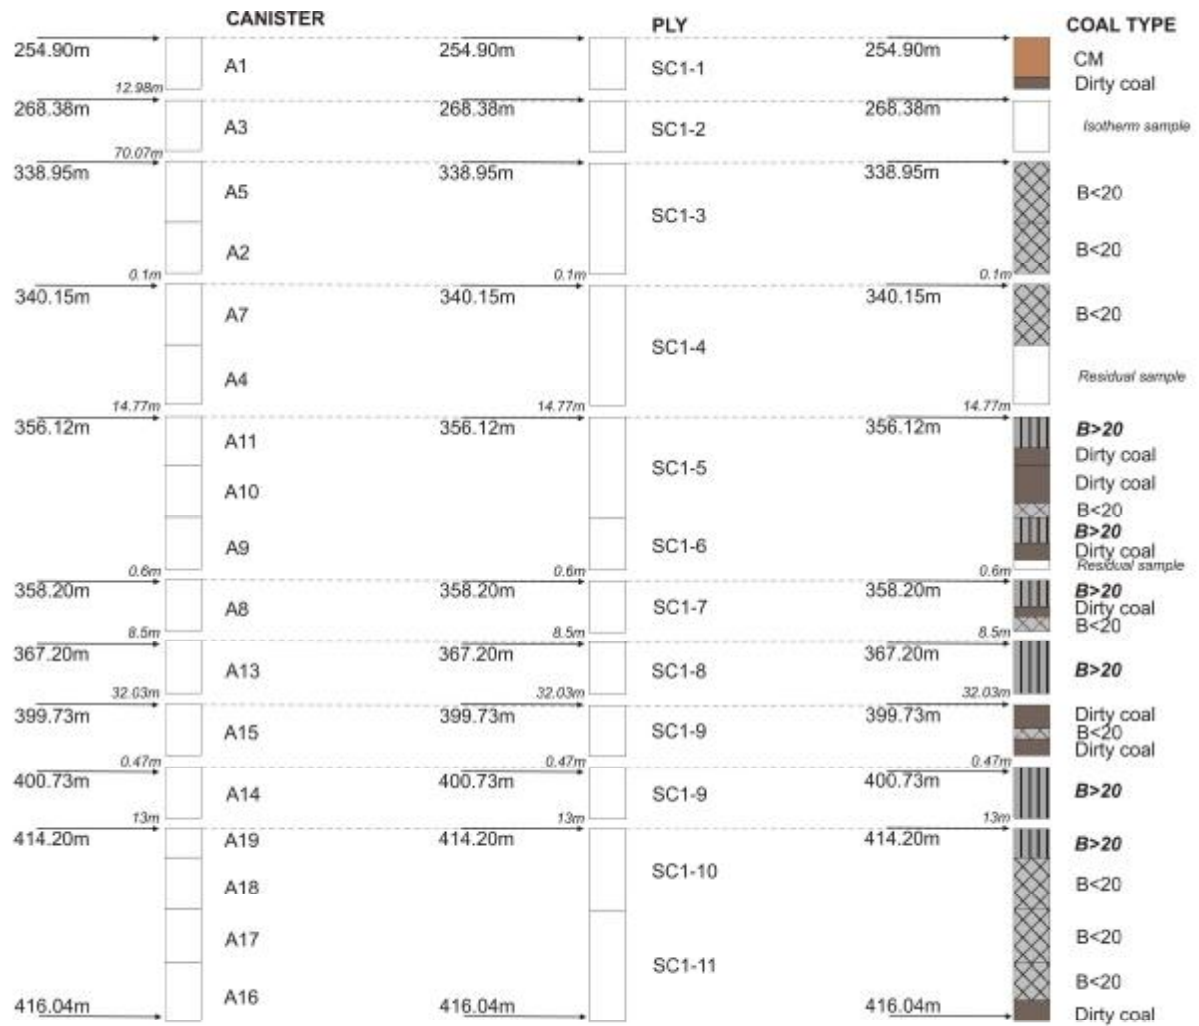 CANISTER PLY COAL TYPE
254.90m 254.90m 254.90m
A1 SC1-1 CM
12.98m Dirty coal
268.38m 268.38m 268.38m
A3 SC1-2 Isotherm sample
70.07m
338.95m 338.95m 338.95m
A5 B<20
SC1-3
A2 B<20
0.1m 0.1m 0.1m
340.15m 340.15m 340.15m
A7 B<20
SC1-4
A4 Residual sample
14.77m 14.77m 14.77m
356.12m 356.12m 356.12m B>20
A11 Dirty coal
SC1-5
A10 Dirty coal
B<20
B>20
A9 SC1-6 Dirty coal
0.6m 0.6m 0.6m Residual sample
358.20m 358.20m 358.20m B>20
A8 SC1-7 Dirty coal
8.5m 8.5m 8.5m B<20
367.20m 367.20m 367.20m
A13 SC1-8 B>20
32.03m 32.03m 32.03m
399.73m 399.73m 399.73m Dirty coal
A15 SC1-9 B<20
0.47m 0.47m 0.47m Dirty coal
400.73m 400.73m 400.73m
A14 SC1-9 B>20
13m 13m 13m
414.20m 414.20m 414.20m
A19 B>20
SC1-10
A18 B<20
A17 B<20
SC1-11
A16 B<20
416.04m 416.04m 416.04m Dirty coal